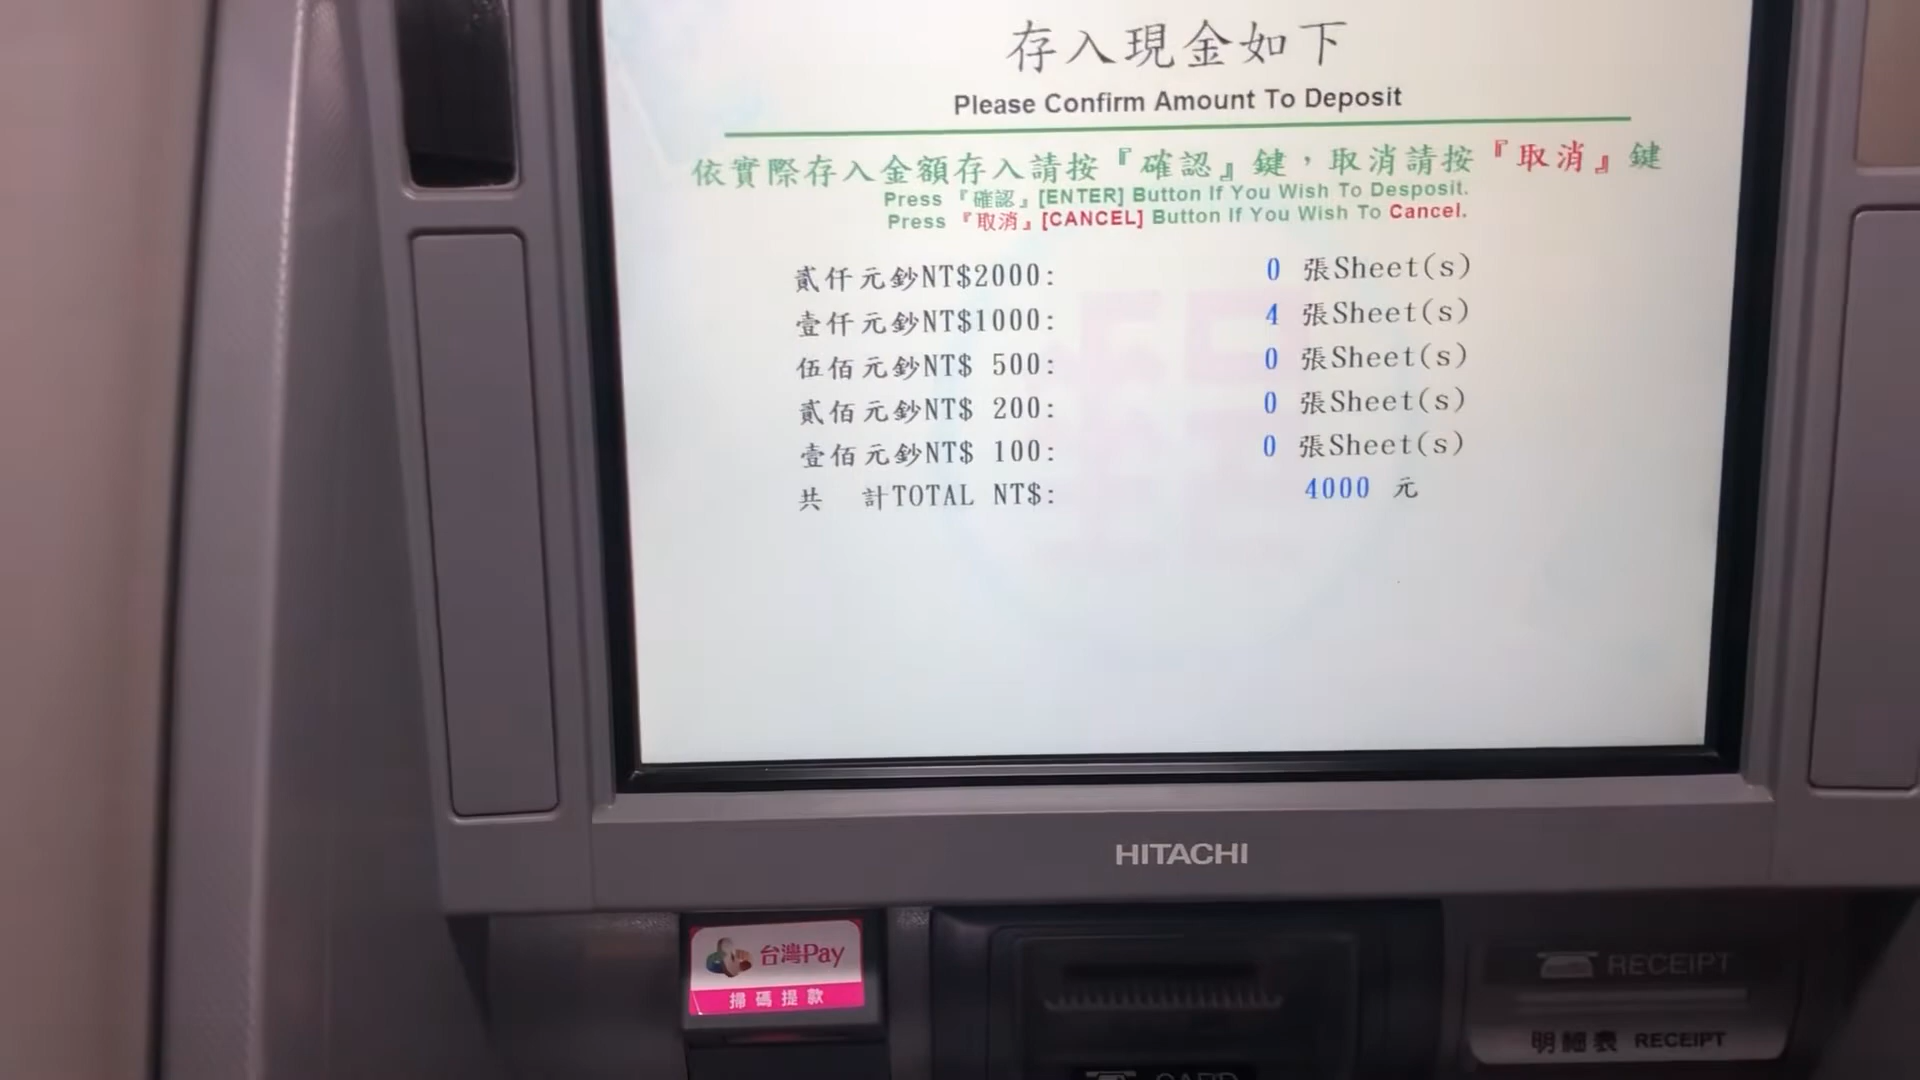 存入現金如下
Please Confirm Amount To Deposit
依實際存入金額存入請按『確認』鍵，取消請按『取消』鍵
Press 『確認』[ENTER] Button If You Wish To Desposit.
Press 『取消』[CANCEL] Button If You Wish To Cancel.
貳仟元鈔NT$2000: 0 張Sheet(s)
壹仟元鈔NT$1000: 4 張Sheet(s)
伍佰元鈔NT$ 500: 0 張Sheet(s)
貳佰元鈔NT$ 200: 0 張Sheet(s)
壹佰元鈔NT$ 100: 0 張Sheet(s)
共 計TOTAL NT$: 4000 元
HITACHI
台灣Pay
掃碼提款
RECEIPT
明細表 RECEIPT
CARD